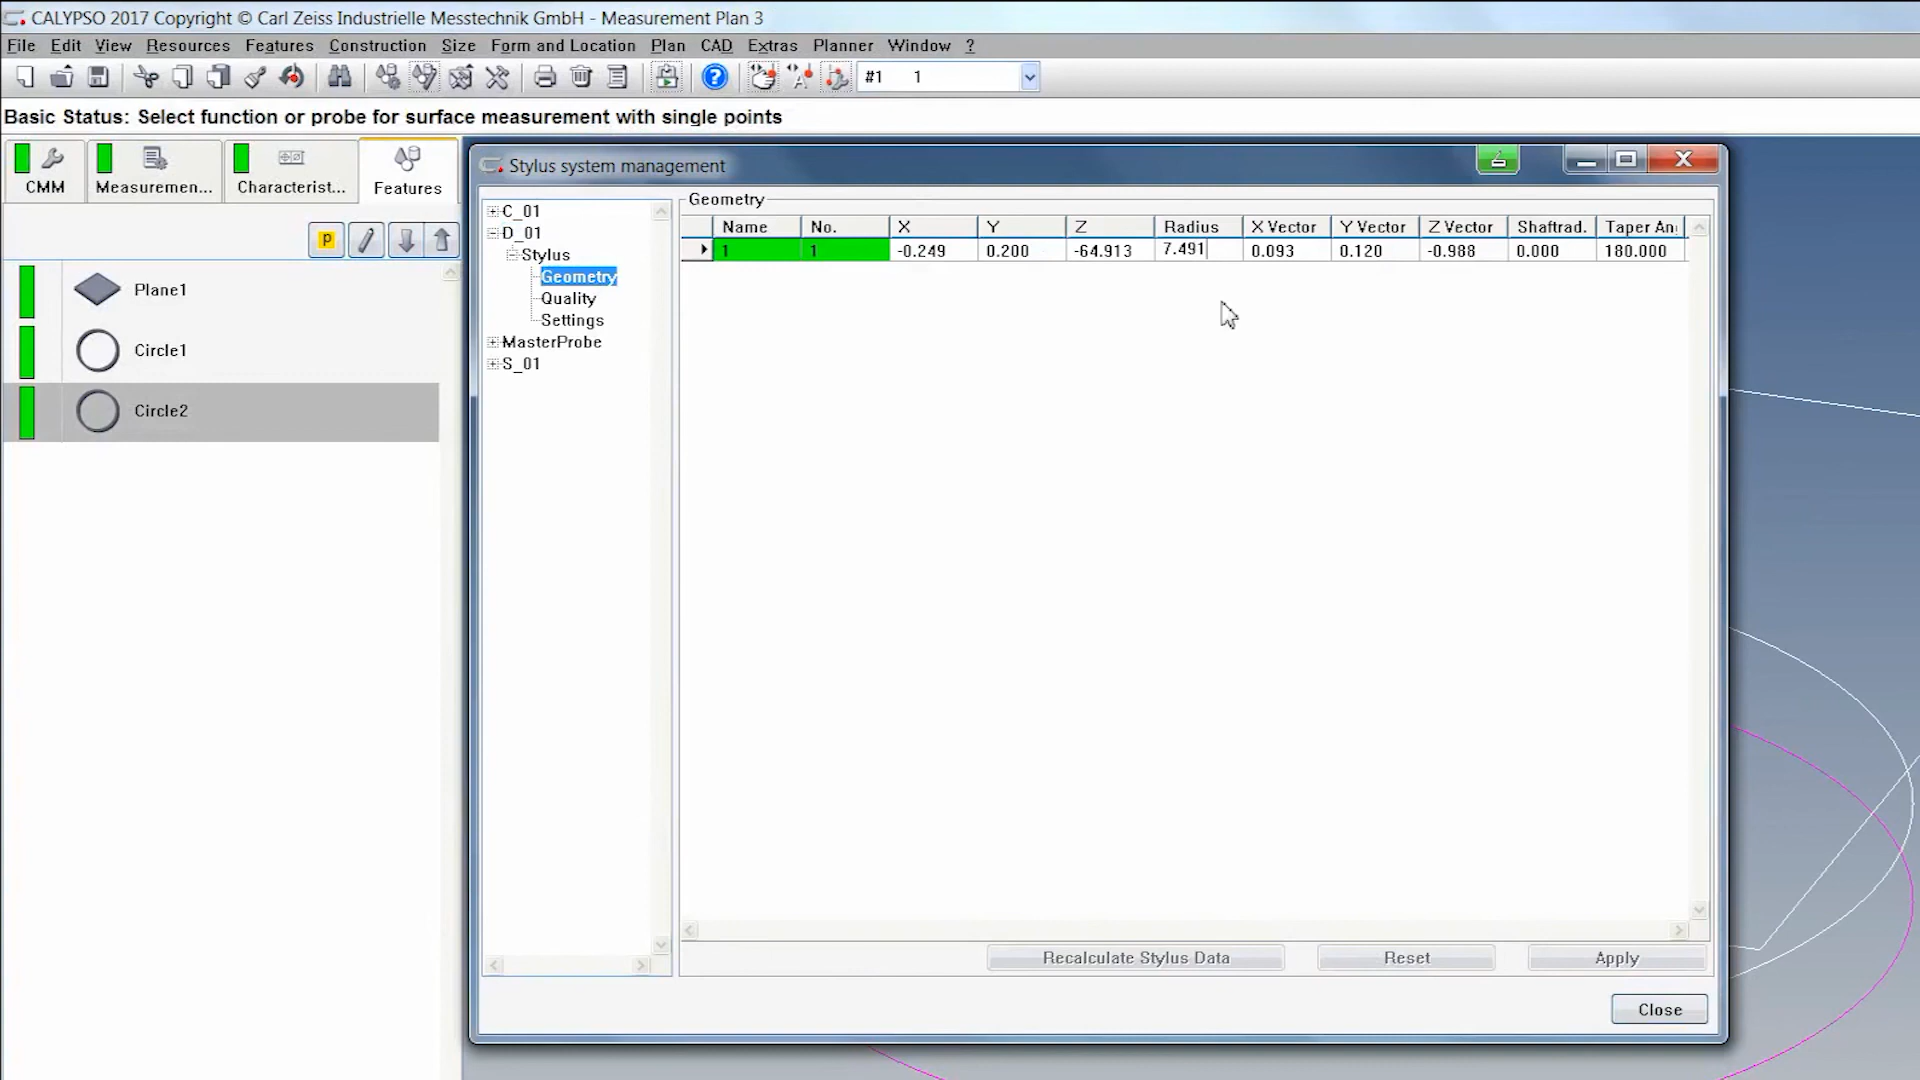 CALYPSO 2017 Copyright © Carl Zeiss Industrielle Messtechnik GmbH - Measurement Plan 3
File Edit View Resources Features Construction Size Form and Location Plan CAD Extras Planner Window ?
#1 1
Basic Status: Select function or probe for surface measurement with single points
CMM Measuremen... Characterist... Features
P
Plane1
Circle1
Circle2
Stylus system management
C_01
D_01
Stylus
Geometry
Quality
Settings
MasterProbe
S_01
Geometry
Name No. X Y Z Radius X Vector Y Vector Z Vector Shaftrad. Taper An
1 1 -0.249 0.200 -64.913 7.491 0.093 0.120 -0.988 0.000 180.000
Recalculate Stylus Data Reset Apply
Close